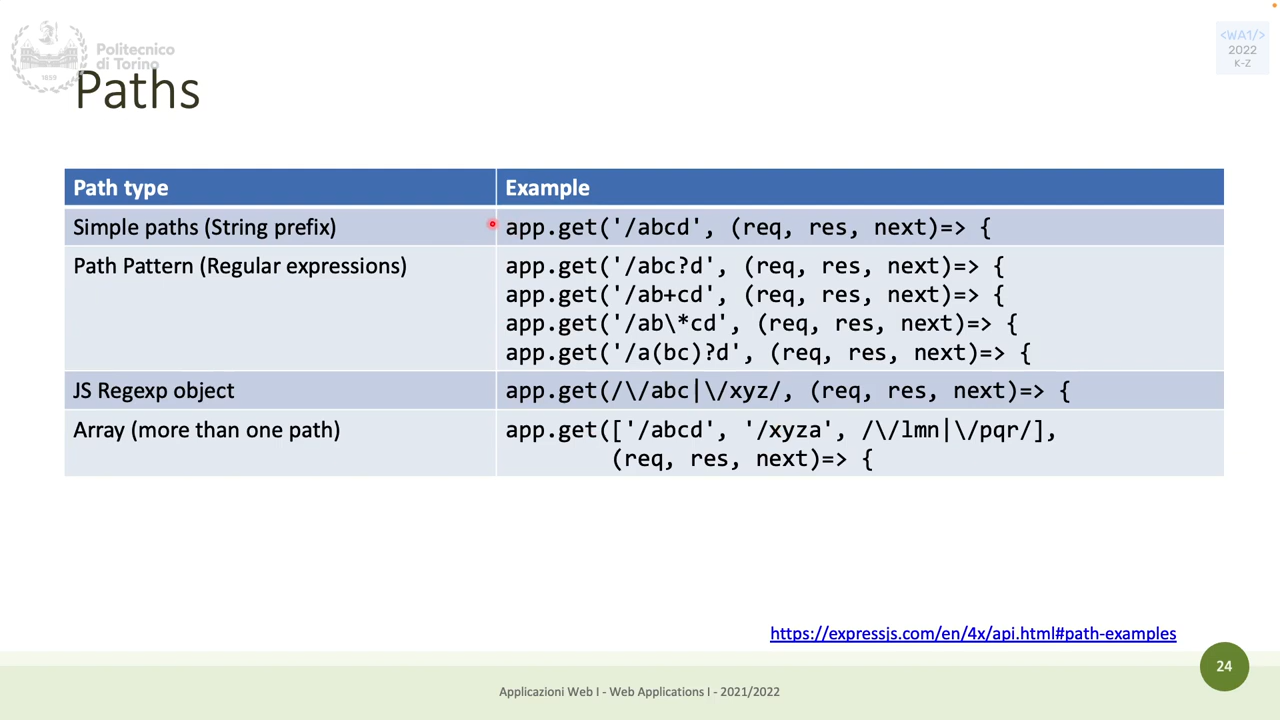 Politecnico
di Torino
1859
<WA1/>
2022
K-Z
Paths
Path type
Example
Simple paths (String prefix)
app.get('/abcd', (req, res, next)=> {
Path Pattern (Regular expressions)
app.get('/abc?d', (req, res, next)=> {
app.get('/ab+cd', (req, res, next)=> {
app.get('/ab\*cd', (req, res, next)=> {
app.get('/a(bc)?d', (req, res, next)=> {
JS Regexp object
app.get(/\/abc|\/xyz/, (req, res, next)=> {
Array (more than one path)
app.get(['/abcd', '/xyza', /\/lmn|\/pqr/],
(req, res, next)=> {
https://expressjs.com/en/4x/api.html#path-examples
24
Applicazioni Web I - Web Applications I - 2021/2022